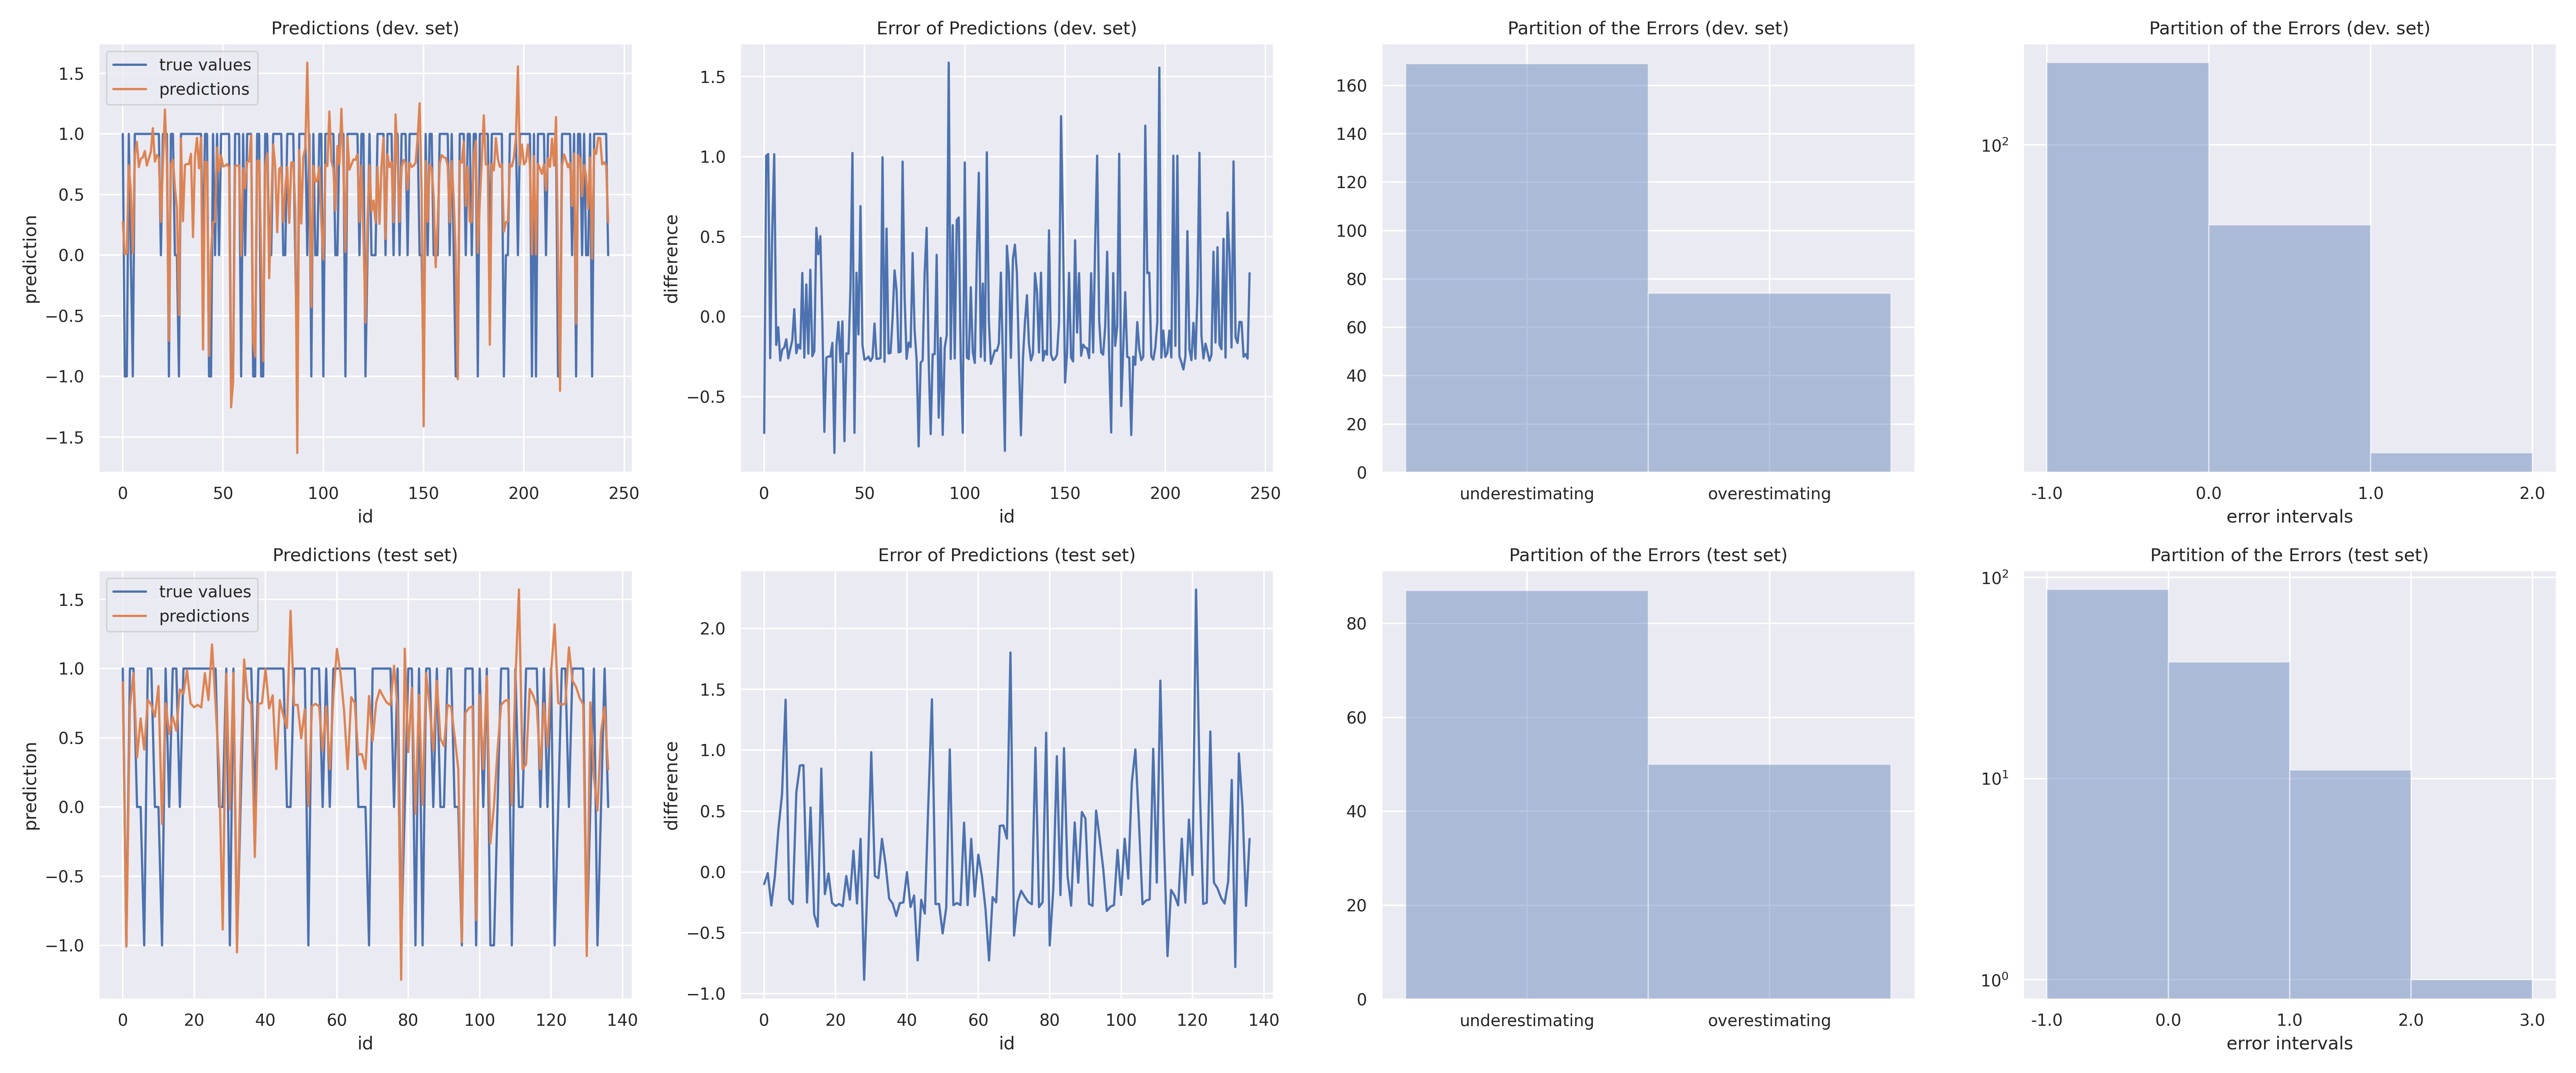 Predictions (dev. set)
true values
predictions
1.5
1.0
0.5
0.0
−0.5
−1.0
−1.5
prediction
0 50 100 150 200 250
id
Error of Predictions (dev. set)
1.5
1.0
0.5
0.0
−0.5
difference
0 50 100 150 200 250
id
Partition of the Errors (dev. set)
160
140
120
100
80
60
40
20
0
underestimating overestimating
Partition of the Errors (dev. set)
10²
-1.0 0.0 1.0 2.0
error intervals
Predictions (test set)
true values
predictions
1.5
1.0
0.5
0.0
−0.5
−1.0
prediction
0 20 40 60 80 100 120 140
id
Error of Predictions (test set)
2.0
1.5
1.0
0.5
0.0
−0.5
−1.0
difference
0 20 40 60 80 100 120 140
id
Partition of the Errors (test set)
80
60
40
20
0
underestimating overestimating
Partition of the Errors (test set)
10²
10¹
10⁰
-1.0 0.0 1.0 2.0 3.0
error intervals